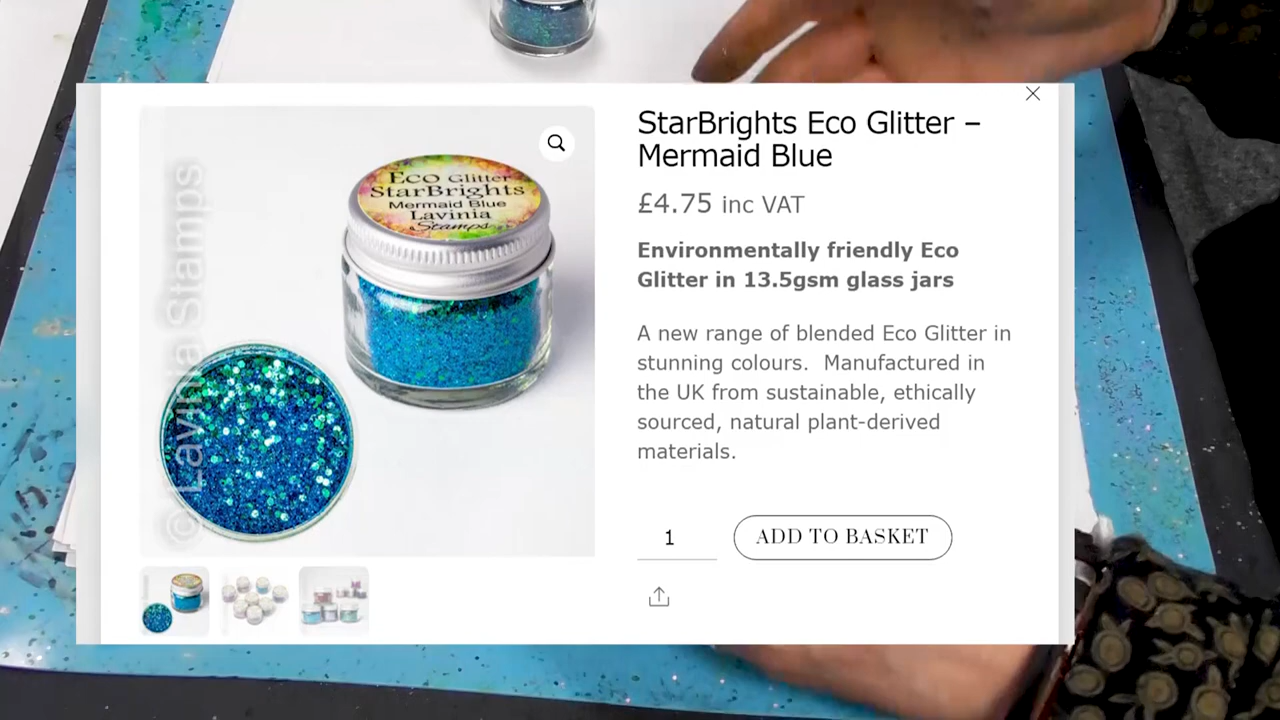 StarBrights Eco Glitter –
Mermaid Blue
£4.75 inc VAT
Environmentally friendly Eco
Glitter in 13.5gsm glass jars
A new range of blended Eco Glitter in
stunning colours. Manufactured in
the UK from sustainable, ethically
sourced, natural plant-derived
materials.
1
ADD TO BASKET
Eco Glitter
StarBrights
Mermaid Blue
Lavinia
Stamps
© Lavinia Stamps